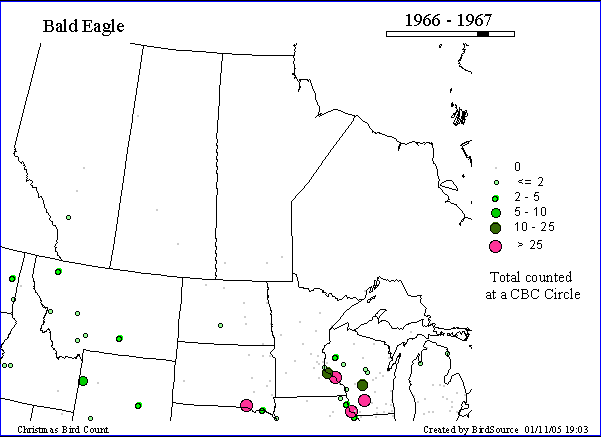 Bald Eagle
1966 - 1967
0
<= 2
2 - 5
5 - 10
10 - 25
> 25
Total counted
at a CBC Circle
Christmas Bird Count
Created by BirdSource 01/11/05 19:03